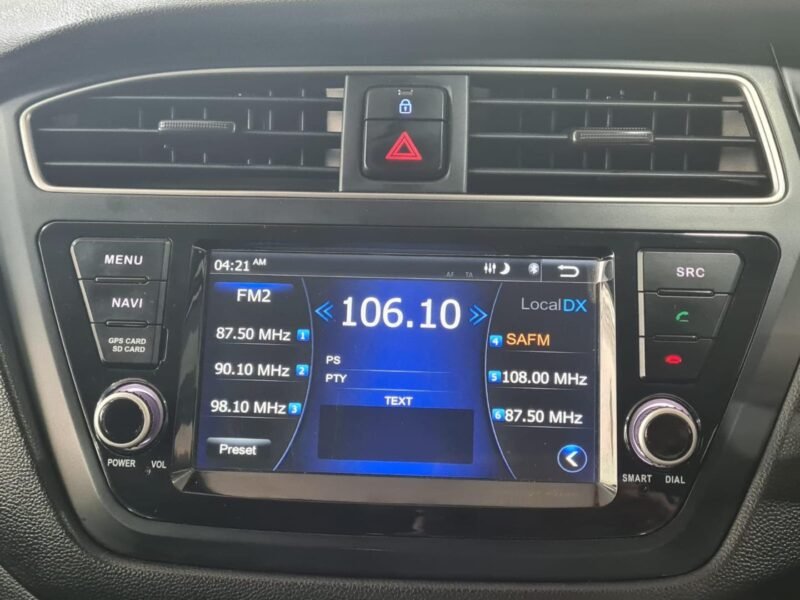 MENU
NAVI
GPS CARD
SD CARD
POWER VOL
04:21 AM
AF TA
FM2
106.10
LocalDX
87.50 MHz 1
90.10 MHz 2
98.10 MHz 3
PS
PTY
TEXT
4 SAFM
5 108.00 MHz
6 87.50 MHz
Preset
SRC
SMART DIAL